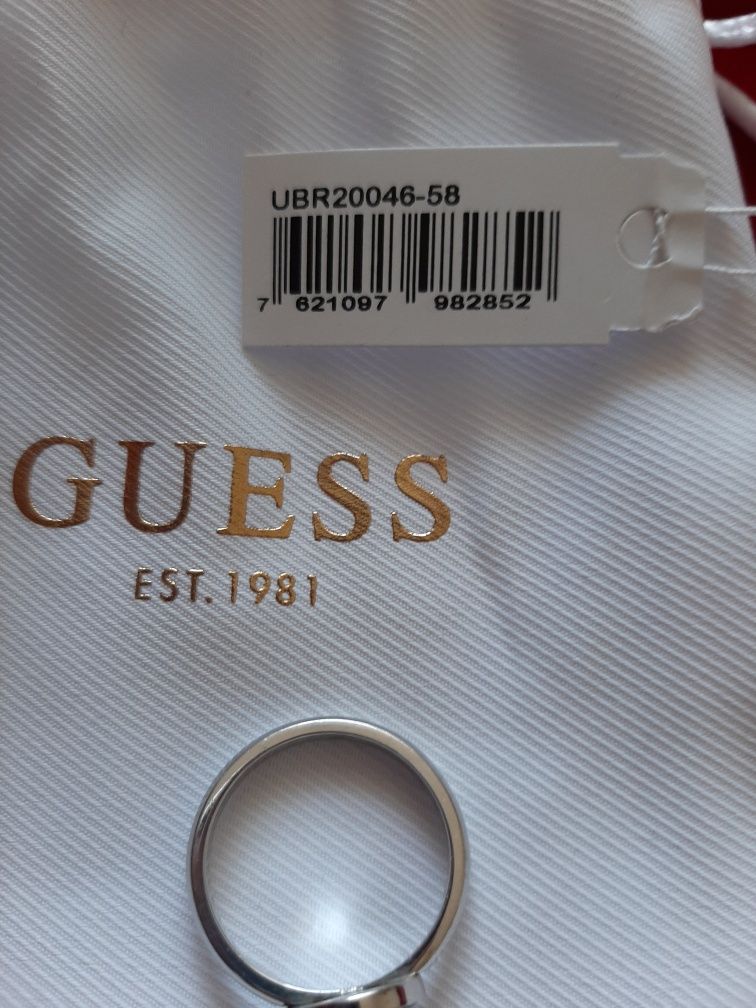 UBR20046-58
7 621097 982852
GUESS
EST. 1981